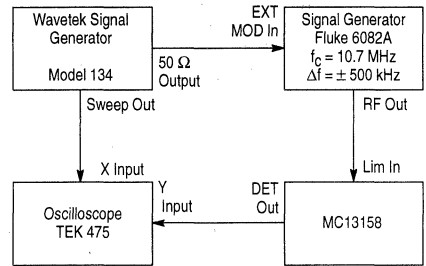 Wavetek Signal
Generator
Model 134
EXT
MOD In
50 Ω
Output
Signal Generator
Fluke 6082A
fC = 10.7 MHz
Δf = ± 500 kHz
Sweep Out
RF Out
X Input
Lim In
Y
Input
DET
Out
Oscilloscope
TEK 475
MC13158